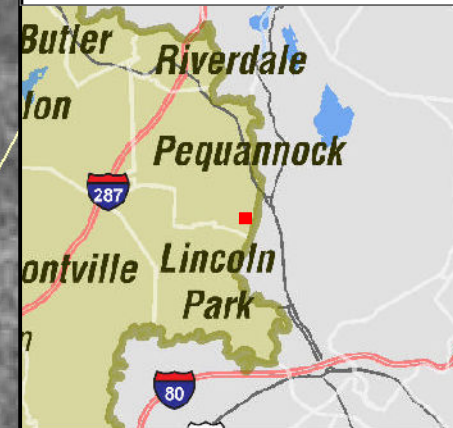 Butler
Riverdale
lon
Pequannock
287
ontville
Lincoln
Park
n
80